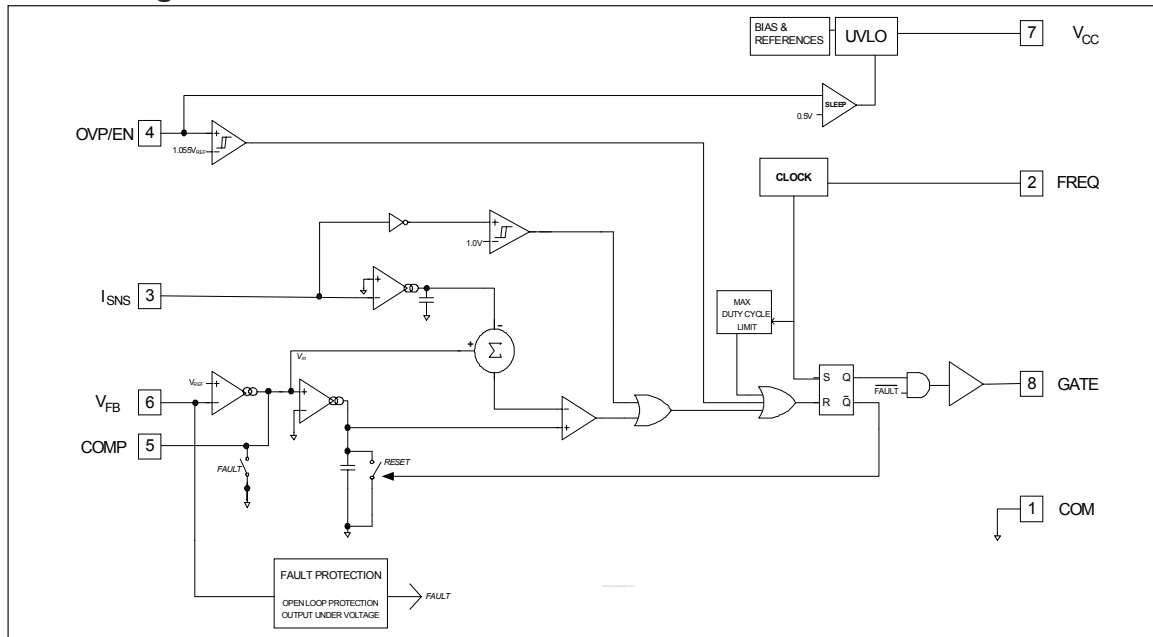 BIAS &
REFERENCES
UVLO
7
VCC
SLEEP
0.5V
OVP/EN
4
+
−
1.055VREF
CLOCK
2
FREQ
+
−
1.0V
ISNS
3
+
−
MAX
DUTY CYCLE
LIMIT
−
+
Σ
Vm
S
Q
R
Q̅
FAULT
8
GATE
VFB
6
VREF
+
−
+
−
−
+
COMP
5
FAULT
RESET
1
COM
FAULT PROTECTION
OPEN LOOP PROTECTION
OUTPUT UNDER VOLTAGE
FAULT